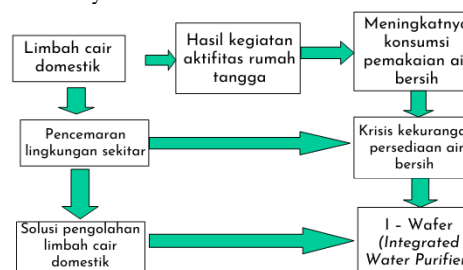 Limbah cair
domestik
Hasil kegiatan
aktifitas rumah
tangga
Meningkatnya
konsumsi
pemakaian air
bersih
Pencemaran
lingkungan sekitar
Krisis kekurangan
persediaan air
bersih
Solusi pengolahan
limbah cair
domestik
I – Wafer
(Integrated
Water Purifier